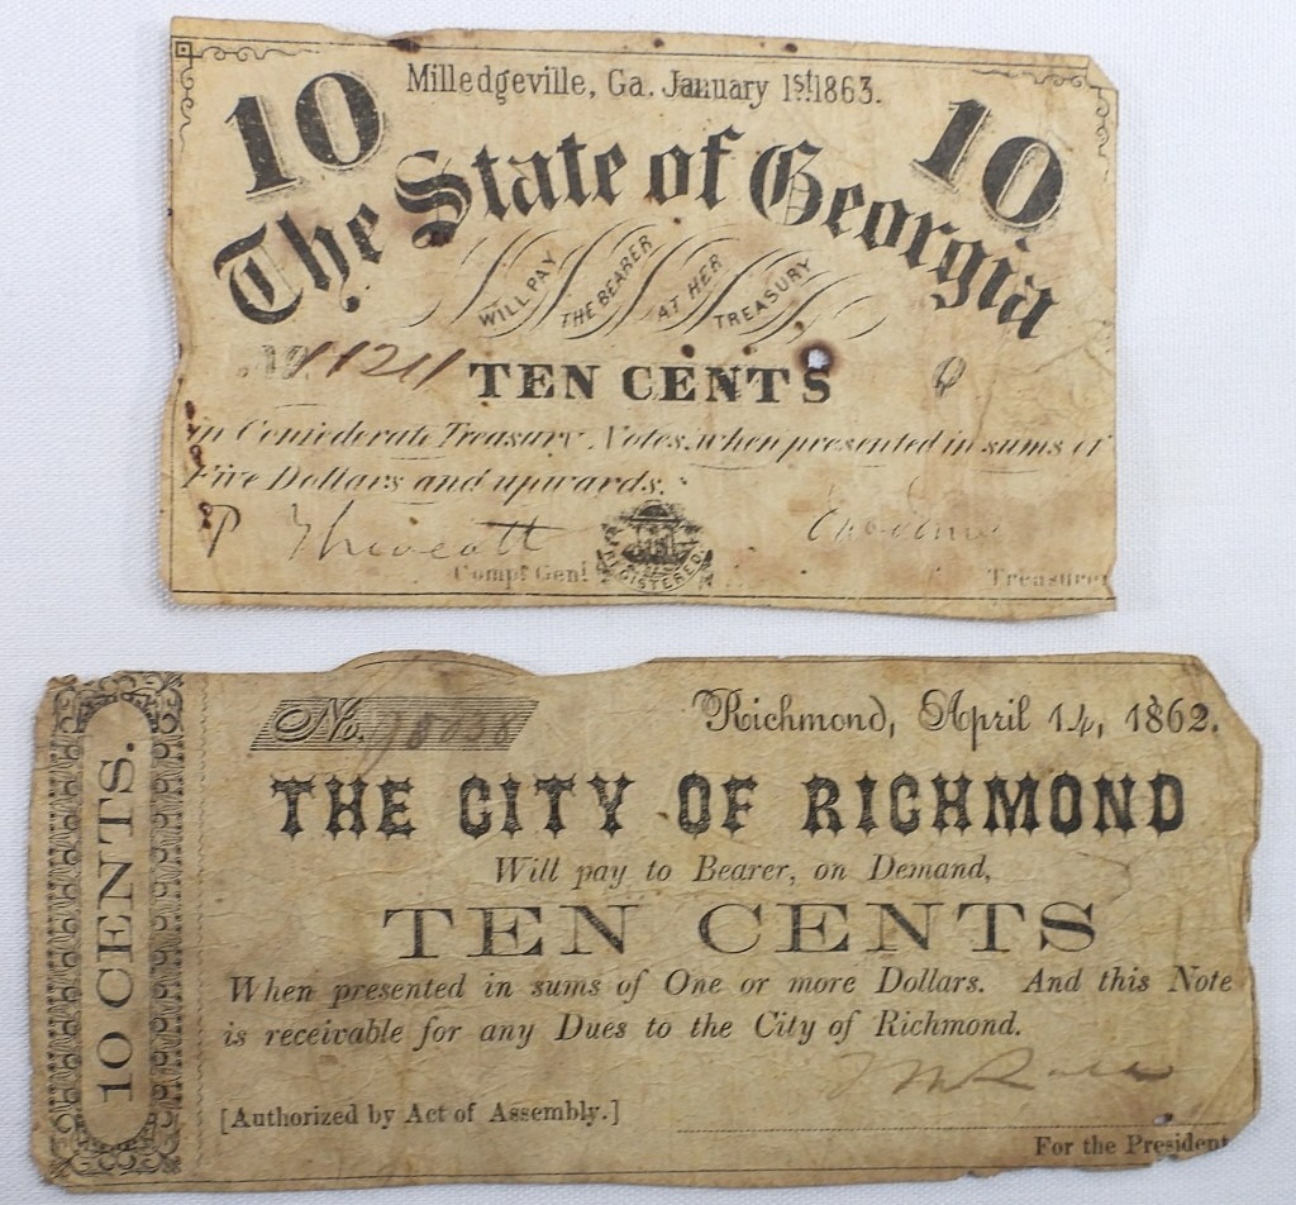 10
Milledgeville, Ga. January 1st 1863.
10
The State of Georgia
WILL PAY
THE BEARER
AT HER
TREASURY
No 11211
TEN CENTS
in Confederate Treasury Notes, when presented in sums of
Five Dollars and upwards.
P Thweatt
Compt Genl
REGISTERED
Treasurer
10 CENTS.
No.
Richmond, April 14, 1862.
THE CITY OF RICHMOND
Will pay to Bearer, on Demand,
TEN CENTS
When presented in sums of One or more Dollars. And this Note
is receivable for any Dues to the City of Richmond.
[Authorized by Act of Assembly.]
For the President